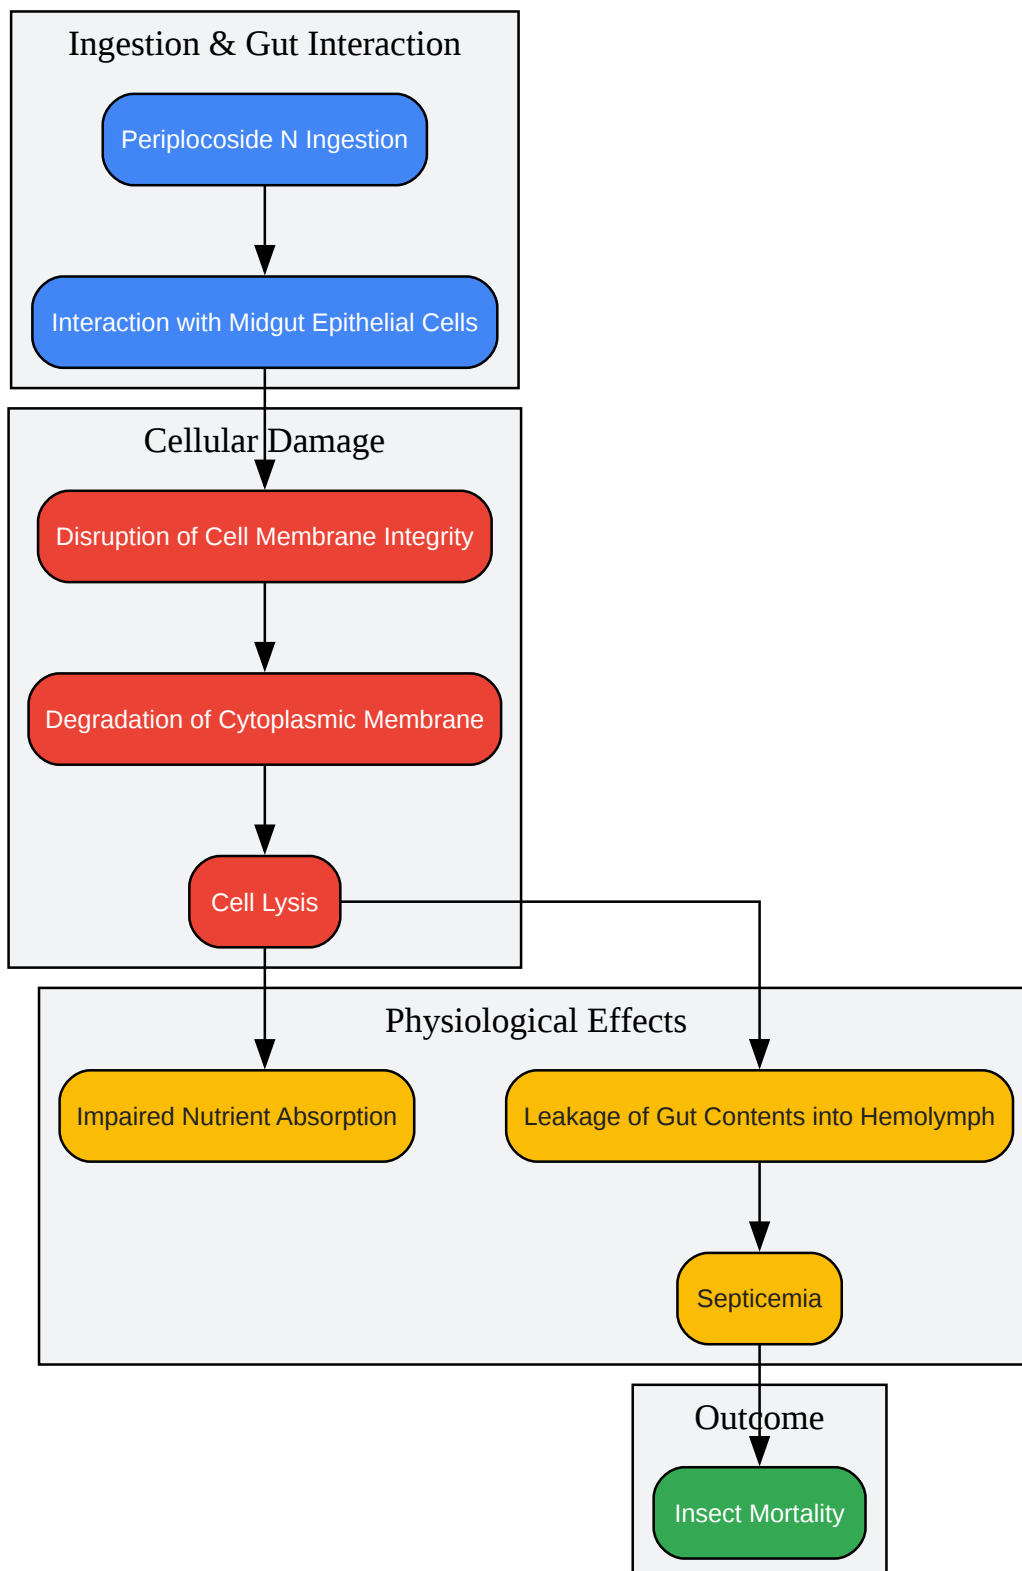 Ingestion & Gut Interaction
Periplocoside N Ingestion
Interaction with Midgut Epithelial Cells
Cellular Damage
Disruption of Cell Membrane Integrity
Degradation of Cytoplasmic Membrane
Cell Lysis
Physiological Effects
Impaired Nutrient Absorption
Leakage of Gut Contents into Hemolymph
Septicemia
Outcome
Insect Mortality